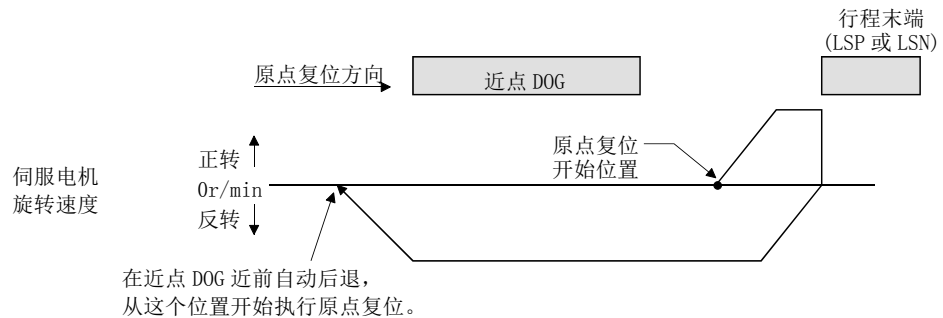 行程末端
(LSP 或 LSN)
原点复位方向
近点 DOG
原点复位
开始位置
正转
伺服电机
旋转速度
0r/min
反转
在近点 DOG 近前自动后退，
从这个位置开始执行原点复位。